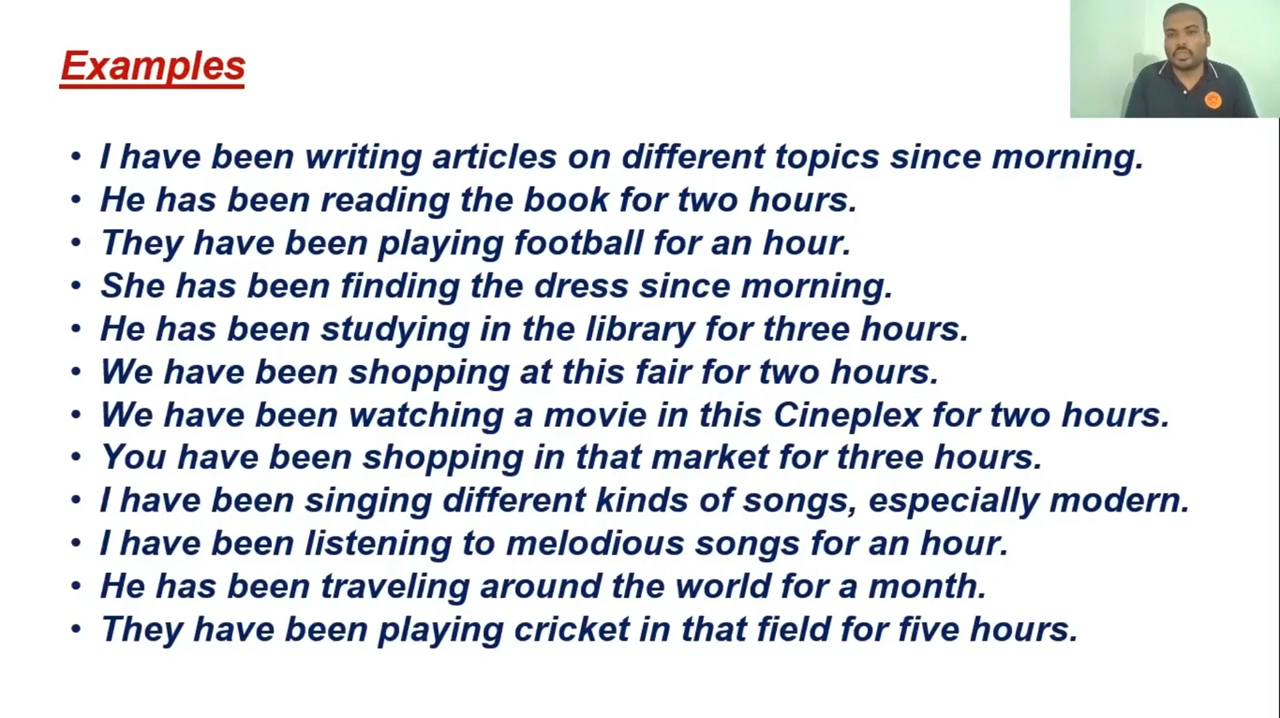 Examples
• I have been writing articles on different topics since morning.
• He has been reading the book for two hours.
• They have been playing football for an hour.
• She has been finding the dress since morning.
• He has been studying in the library for three hours.
• We have been shopping at this fair for two hours.
• We have been watching a movie in this Cineplex for two hours.
• You have been shopping in that market for three hours.
• I have been singing different kinds of songs, especially modern.
• I have been listening to melodious songs for an hour.
• He has been traveling around the world for a month.
• They have been playing cricket in that field for five hours.